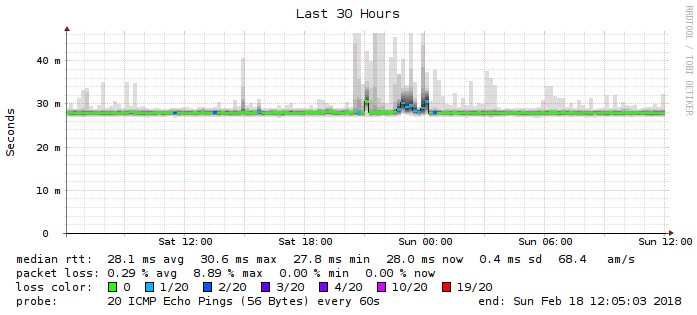 Last 30 Hours
RRDTOOL / TOBI OETIKER
Seconds
40 m
30 m
20 m
10 m
0
Sat 12:00 Sat 18:00 Sun 00:00 Sun 06:00 Sun 12:00
median rtt: 28.1 ms avg 30.6 ms max 27.8 ms min 28.0 ms now 0.4 ms sd 68.4 am/s
packet loss: 0.29 % avg 8.89 % max 0.00 % min 0.00 % now
loss color: 0 1/20 2/20 3/20 4/20 10/20 19/20
probe: 20 ICMP Echo Pings (56 Bytes) every 60s end: Sun Feb 18 12:05:03 2018